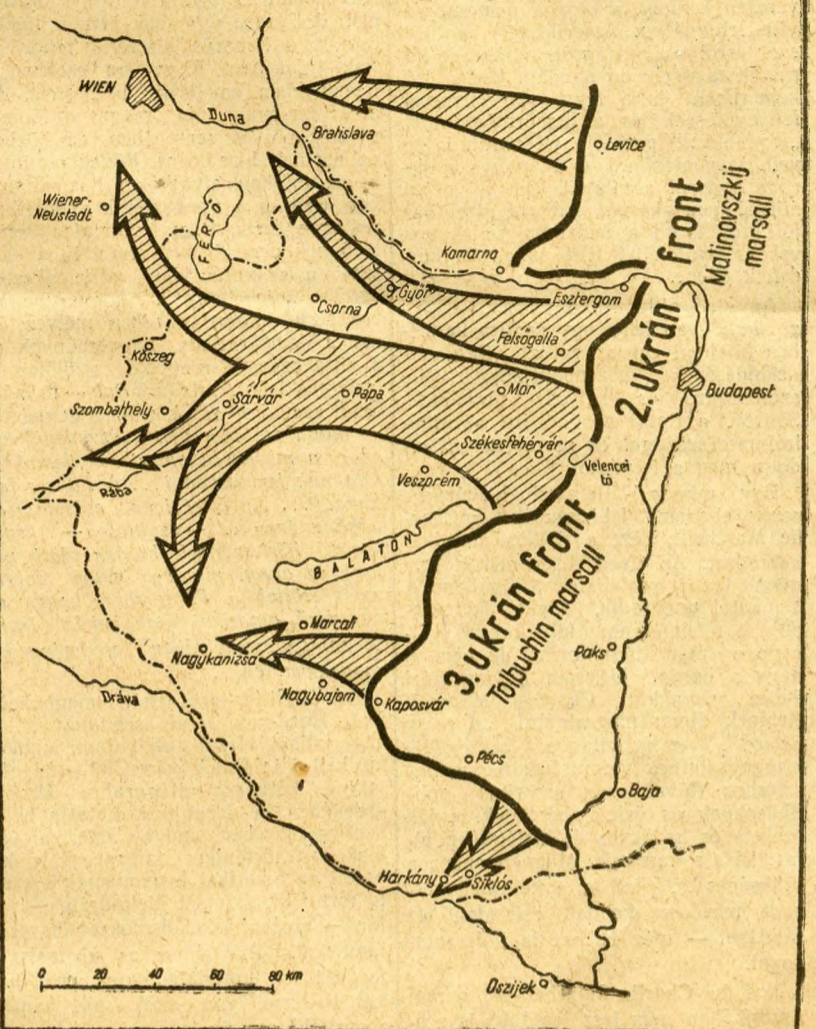 WIEN
Duna
Bratislava
Levice
Wiener-
Neustadt
FERTŐ
Komarno
2. ukrán front
Malinovszkij
marsall
Csorna
Győr
Esztergom
Felsőgalla
Kőszeg
Szombathely
Sárvár
Pápa
Mór
Budapest
Székesfehérvár
Velencei
tó
Veszprém
Rába
BALATON
3. ukrán front
Tolbuchin marsall
Marcali
Nagykanizsa
Paks
Nagybajom
Kaposvár
Dráva
Pécs
Baja
Harkány
Siklós
0 20 40 60 80 km
Oszijek